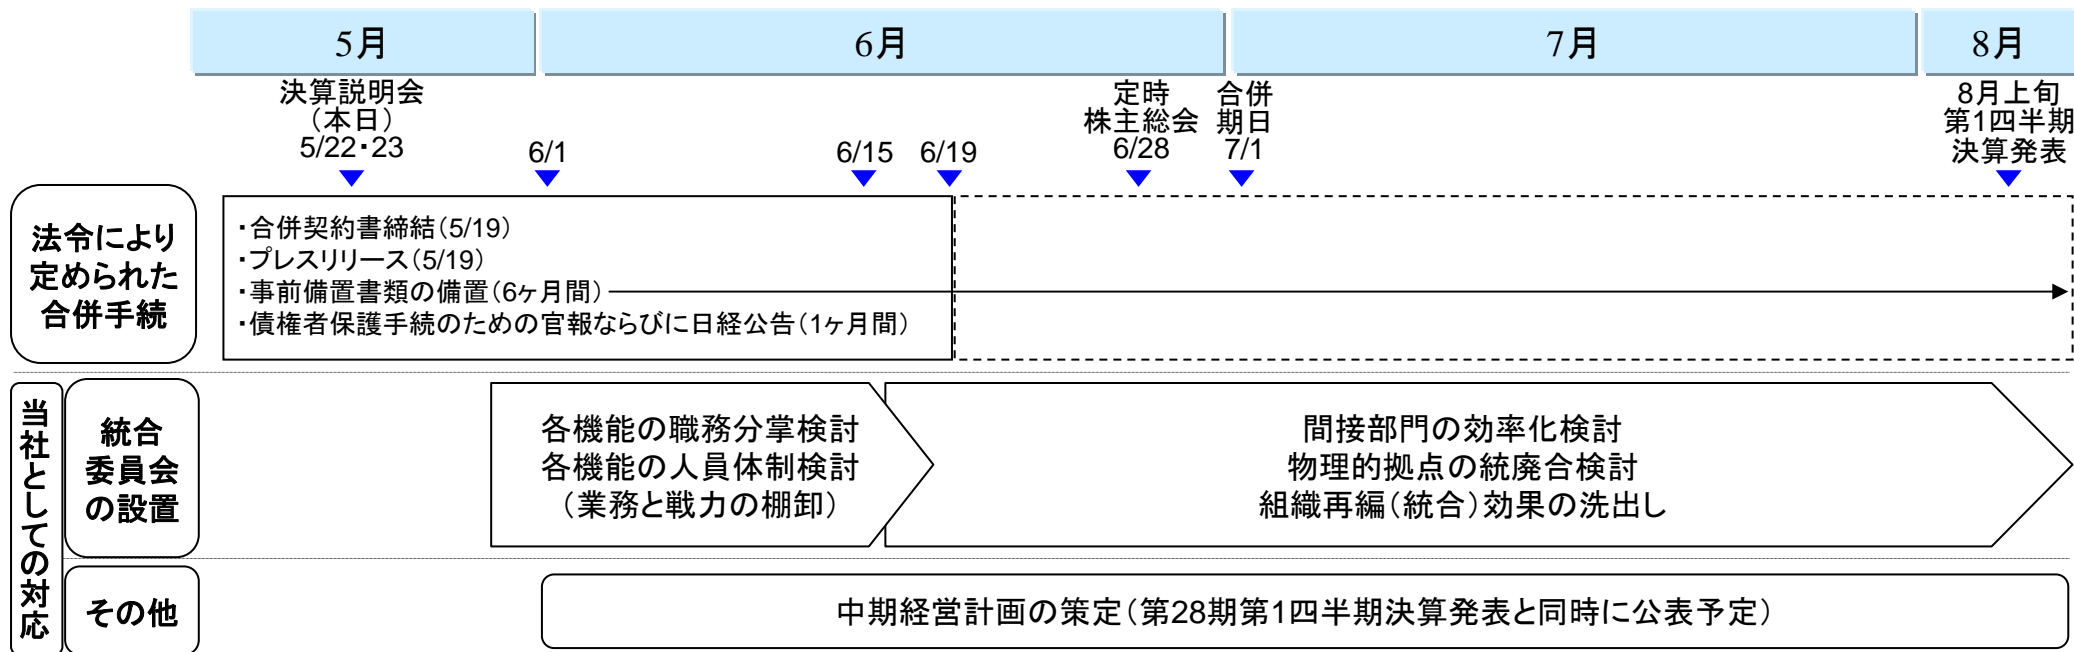 5月
6月
7月
8月
決算説明会
（本日）
5/22・23
6/1
6/15
6/19
定時
株主総会
6/28
合併
期日
7/1
8月上旬
第1四半期
決算発表
法令により
定められた
合併手続
・合併契約書締結（5/19）
・プレスリリース（5/19）
・事前備置書類の備置（6ヶ月間）
・債権者保護手続のための官報ならびに日経公告（1ヶ月間）
当社としての対応
統合
委員会
の設置
各機能の職務分掌検討
各機能の人員体制検討
（業務と戦力の棚卸）
間接部門の効率化検討
物理的拠点の統廃合検討
組織再編（統合）効果の洗出し
その他
中期経営計画の策定（第28期第1四半期決算発表と同時に公表予定）